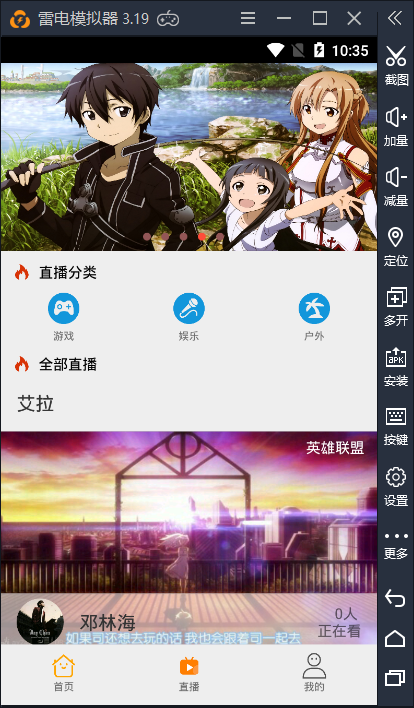 雷电模拟器 3.19
10:35
直播分类
游戏
娱乐
户外
全部直播
艾拉
英雄联盟
邓林海
0人
正在看
如果司还想去玩的话 我也会跟着司一起去
首页
直播
我的
截图
加量
减量
定位
多开
APK
安装
按键
设置
更多